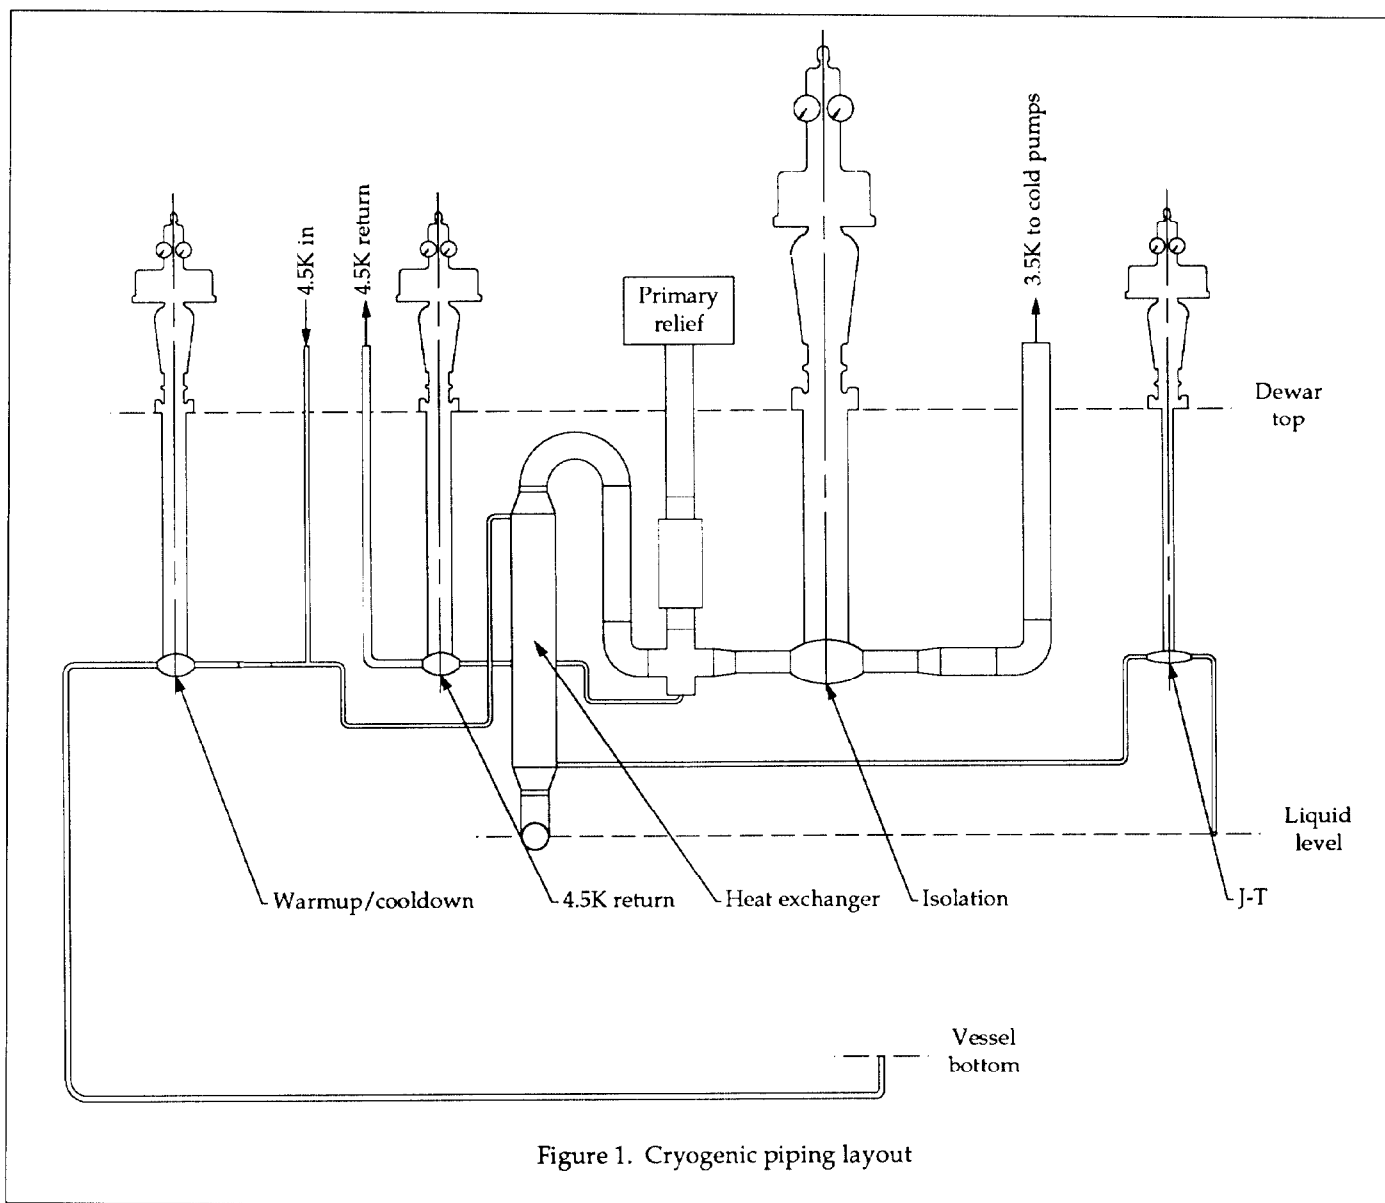 4.5K in
4.5K return
3.5K to cold pumps
Primary
relief
Dewar
top
Liquid
level
Warmup/cooldown
4.5K return
Heat exchanger
Isolation
J-T
Vessel
bottom
Figure 1. Cryogenic piping layout